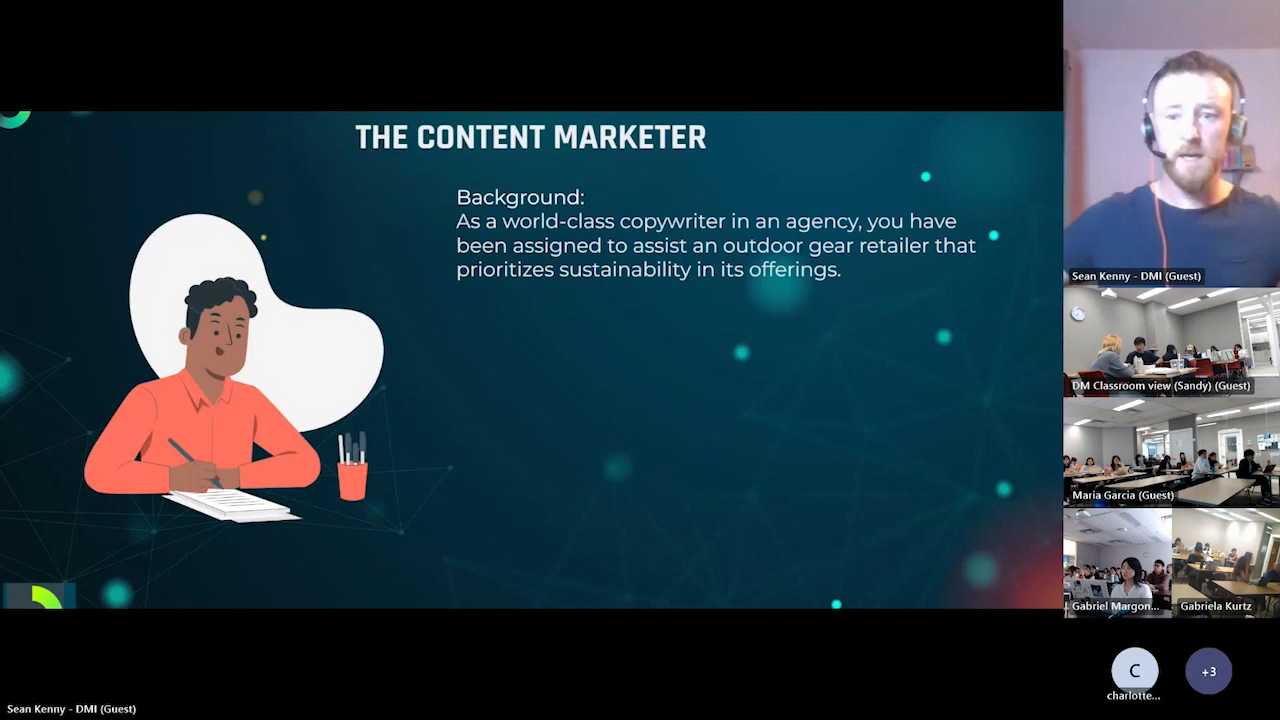 THE CONTENT MARKETER
Background:
As a world-class copywriter in an agency, you have
been assigned to assist an outdoor gear retailer that
prioritizes sustainability in its offerings.
Sean Kenny - DMI (Guest)
DM Classroom view (Sandy) (Guest)
Maria Garcia (Guest)
Gabriel Margon...
Gabriela Kurtz
C
charlotte...
+3
Sean Kenny - DMI (Guest)